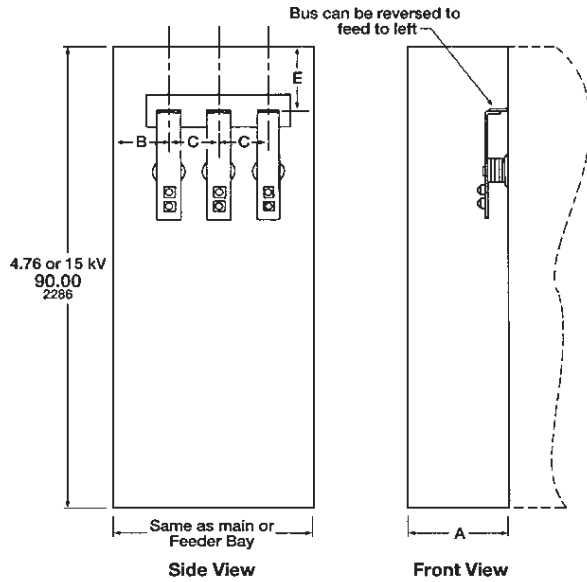 Bus can be reversed to
feed to left
E
B
C
C
4.76 or 15 kV
90.00
2286
Same as main or
Feeder Bay
A
Side View
Front View